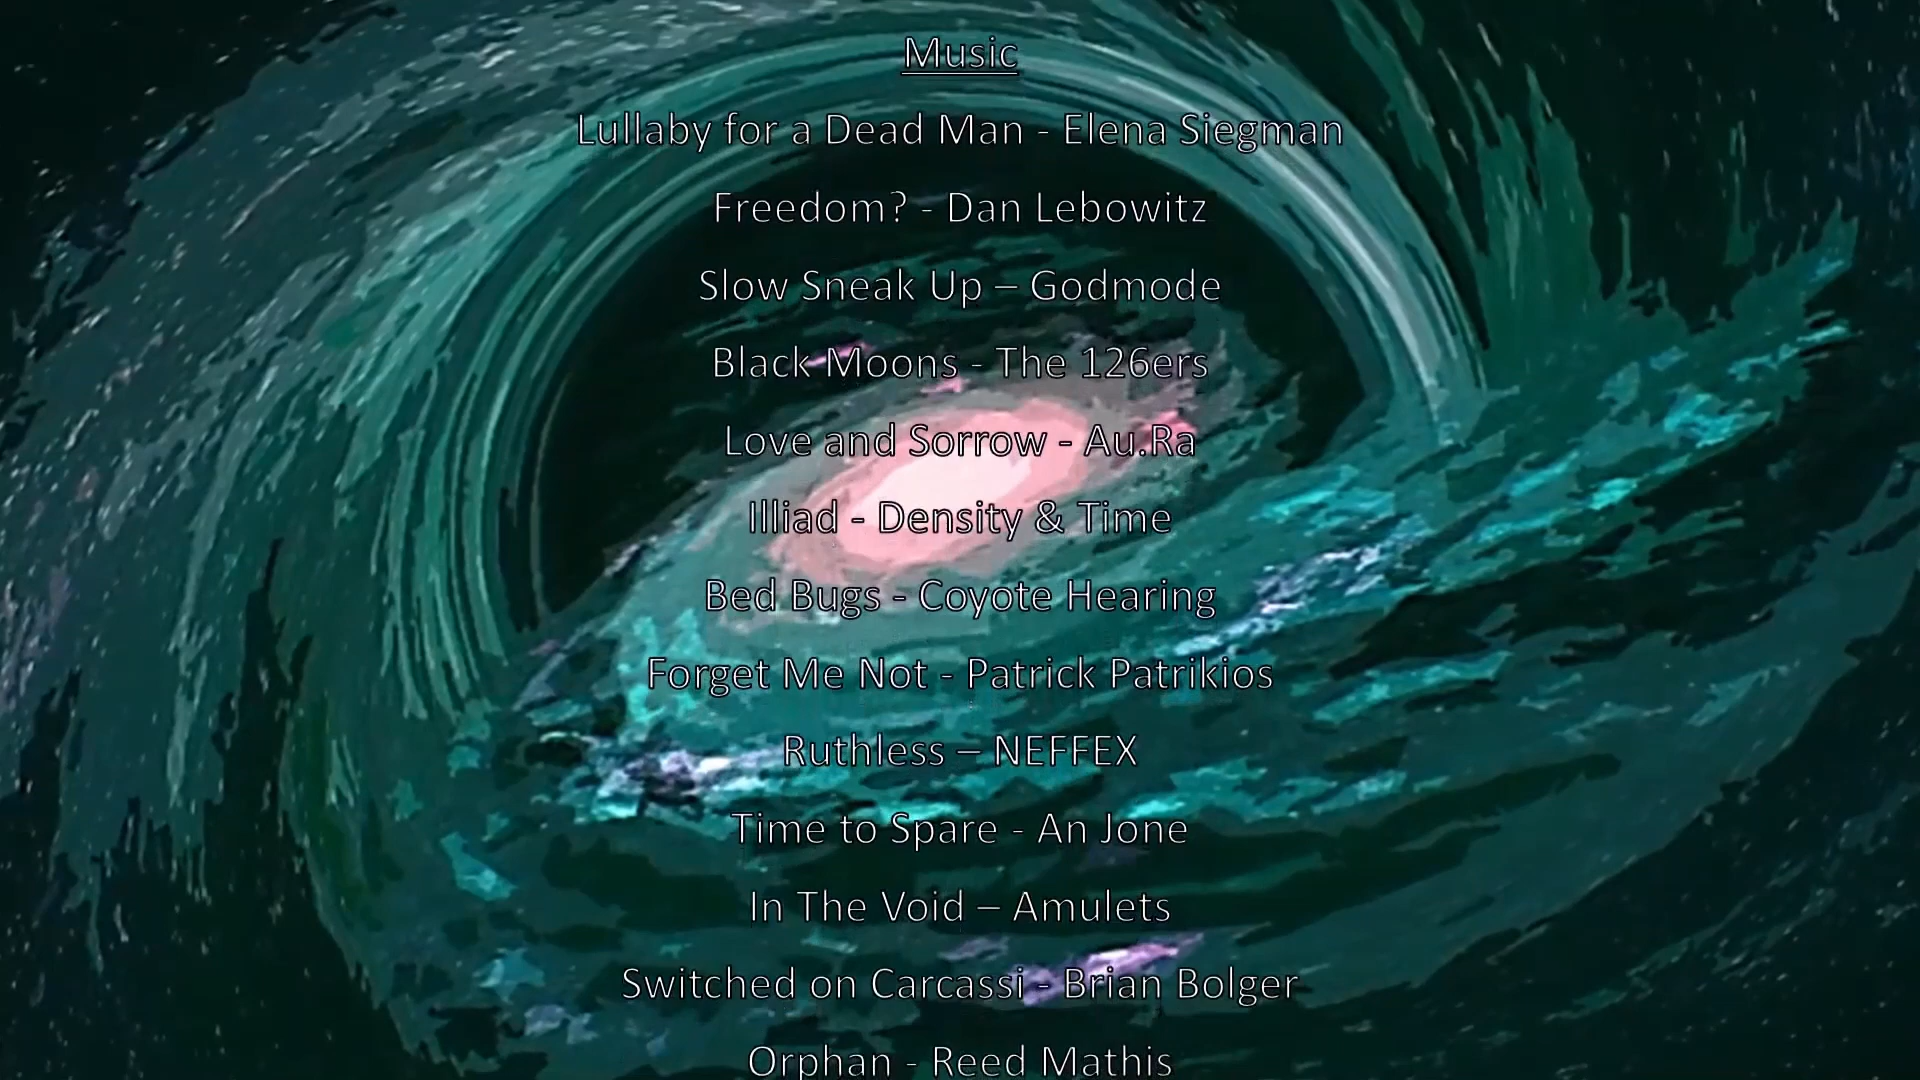 Music
Lullaby for a Dead Man - Elena Siegman
Freedom? - Dan Lebowitz
Slow Sneak Up – Godmode
Black Moons - The 126ers
Love and Sorrow - Au.Ra
Illiad - Density & Time
Bed Bugs - Coyote Hearing
Forget Me Not - Patrick Patrikios
Ruthless – NEFFEX
Time to Spare - An Jone
In The Void – Amulets
Switched on Carcassi - Brian Bolger
Orphan - Reed Mathis